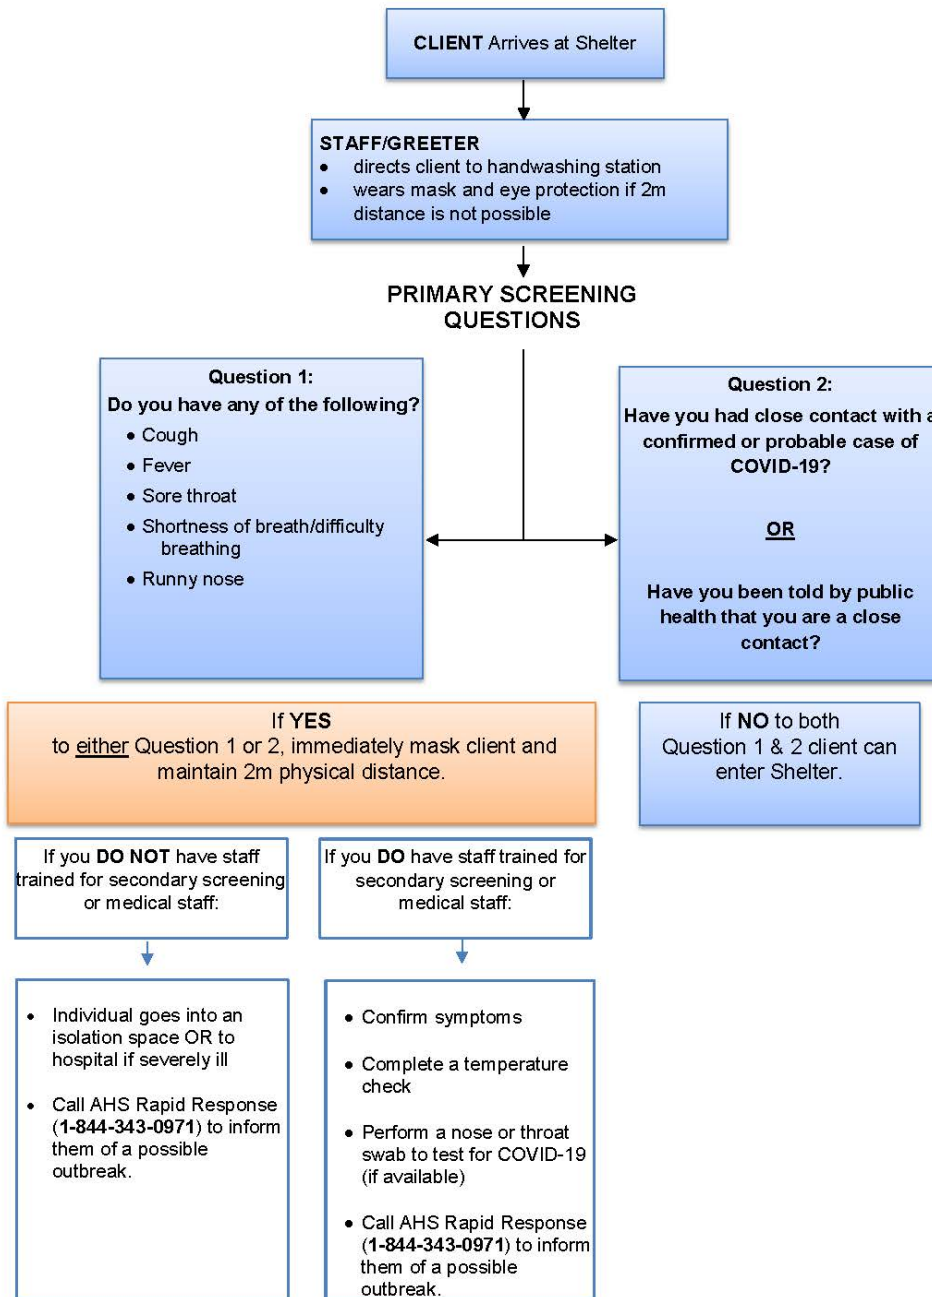 CLIENT Arrives at Shelter
STAFF/GREETER
• directs client to handwashing station
• wears mask and eye protection if 2m
distance is not possible
PRIMARY SCREENING
QUESTIONS
Question 1:
Do you have any of the following?
• Cough
• Fever
• Sore throat
• Shortness of breath/difficulty
breathing
• Runny nose
Question 2:
Have you had close contact with a
confirmed or probable case of
COVID-19?
OR
Have you been told by public
health that you are a close
contact?
If YES
to either Question 1 or 2, immediately mask client and
maintain 2m physical distance.
If NO to both
Question 1 & 2 client can
enter Shelter.
If you DO NOT have staff
trained for secondary screening
or medical staff:
• Individual goes into an
isolation space OR to
hospital if severely ill
• Call AHS Rapid Response
(1-844-343-0971) to inform
them of a possible
outbreak.
If you DO have staff trained for
secondary screening or
medical staff:
• Confirm symptoms
• Complete a temperature
check
• Perform a nose or throat
swab to test for COVID-19
(if available)
• Call AHS Rapid Response
(1-844-343-0971) to inform
them of a possible
outbreak.